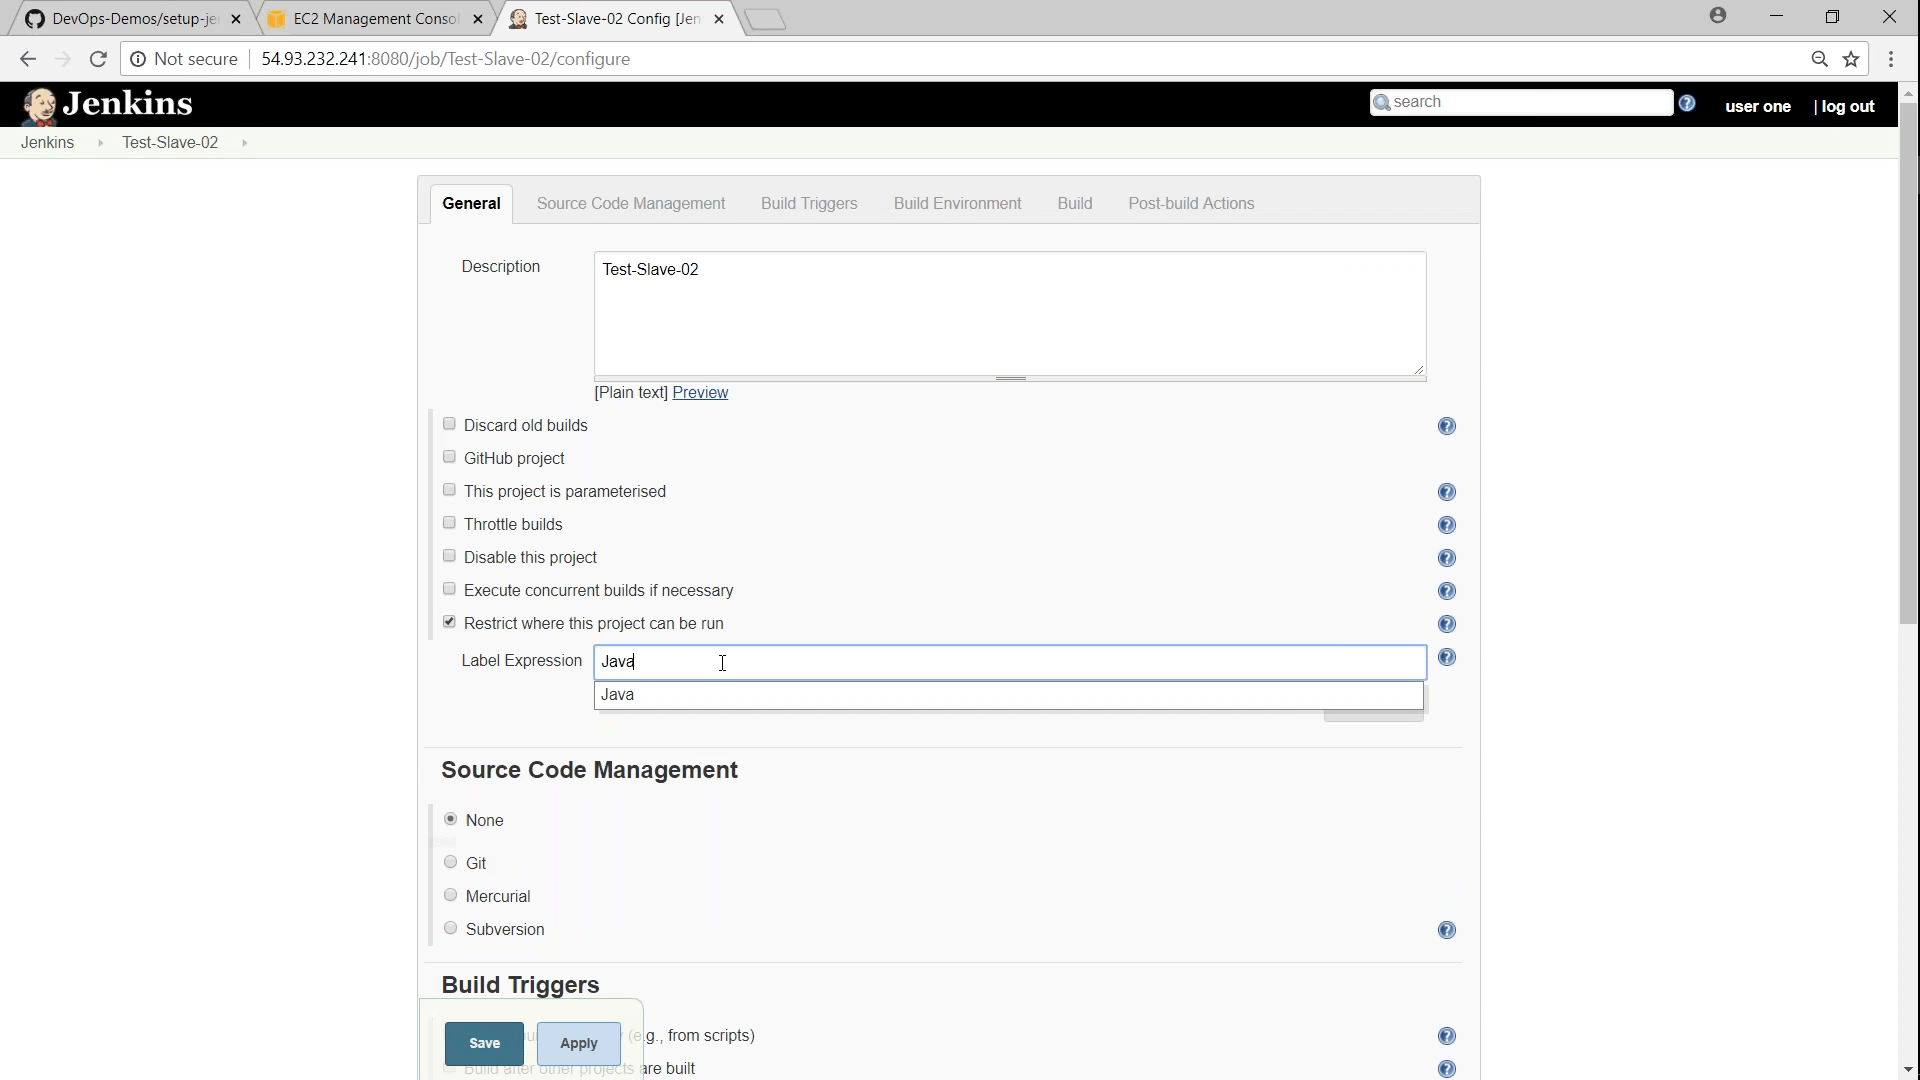 DevOps-Demos/setup-je
EC2 Management Consol
Test-Slave-02 Config [Jen
Not secure
54.93.232.241:8080/job/Test-Slave-02/configure
Jenkins
search
user one
| log out
Jenkins
Test-Slave-02
General
Source Code Management
Build Triggers
Build Environment
Build
Post-build Actions
Description
Test-Slave-02
[Plain text] Preview
Discard old builds
GitHub project
This project is parameterised
Throttle builds
Disable this project
Execute concurrent builds if necessary
Restrict where this project can be run
Label Expression
Java
Java
Source Code Management
None
Git
Mercurial
Subversion
Build Triggers
(e.g., from scripts)
Build after other projects are built
Save
Apply